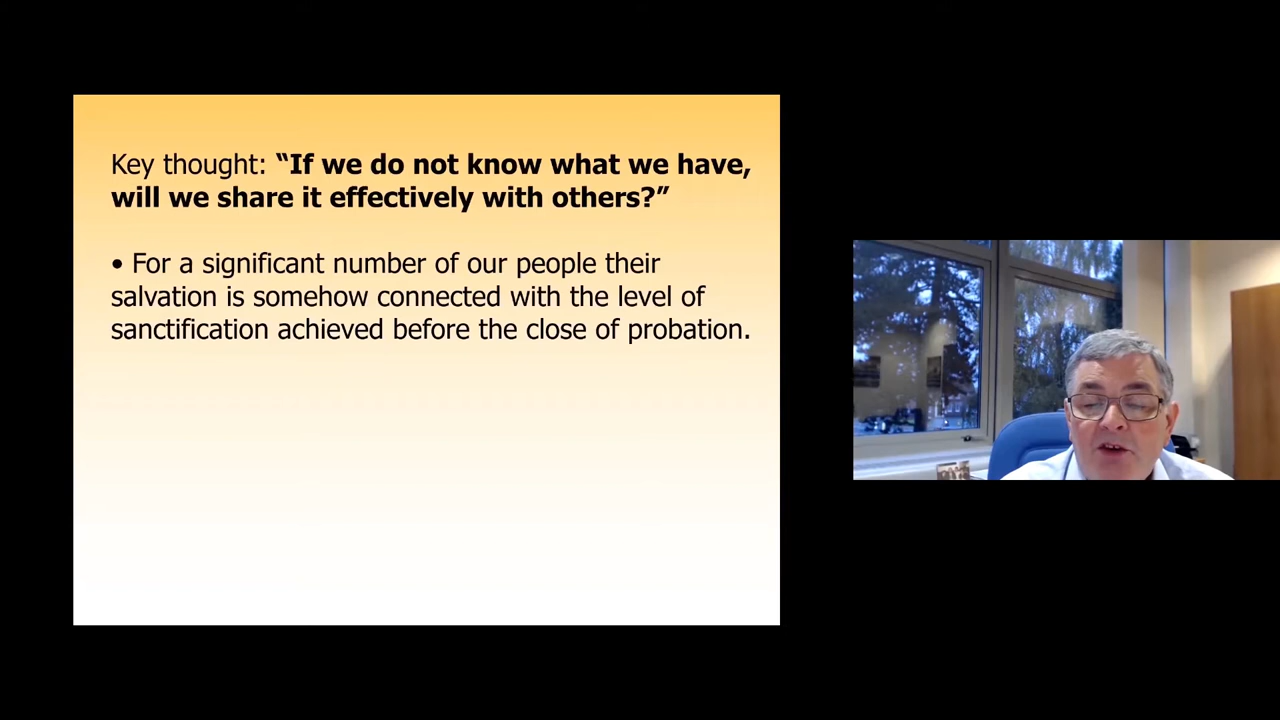 Key thought: “If we do not know what we have,
will we share it effectively with others?”
• For a significant number of our people their
salvation is somehow connected with the level of
sanctification achieved before the close of probation.